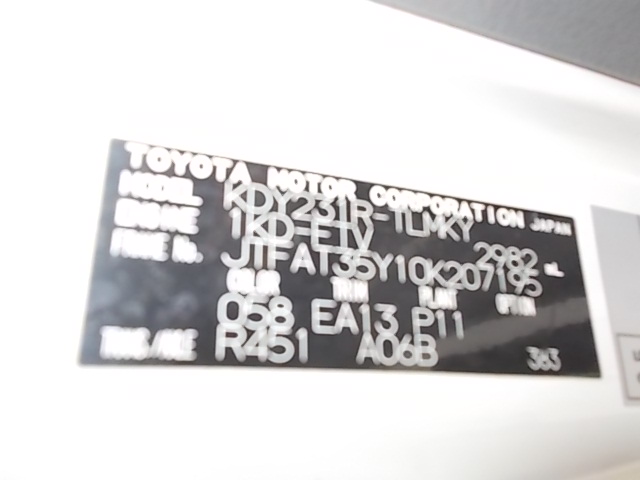 TOYOTA MOTOR CORPORATION JAPAN
MODEL KDY231R-TLMKY
ENGINE 1KD-FTV 2982 mL
FRAME No. JTFAT35Y10K207195
COLOR TRIM PLANT OPTION
058 EA13 P11
TRANS/AXLE R451 A06B 363